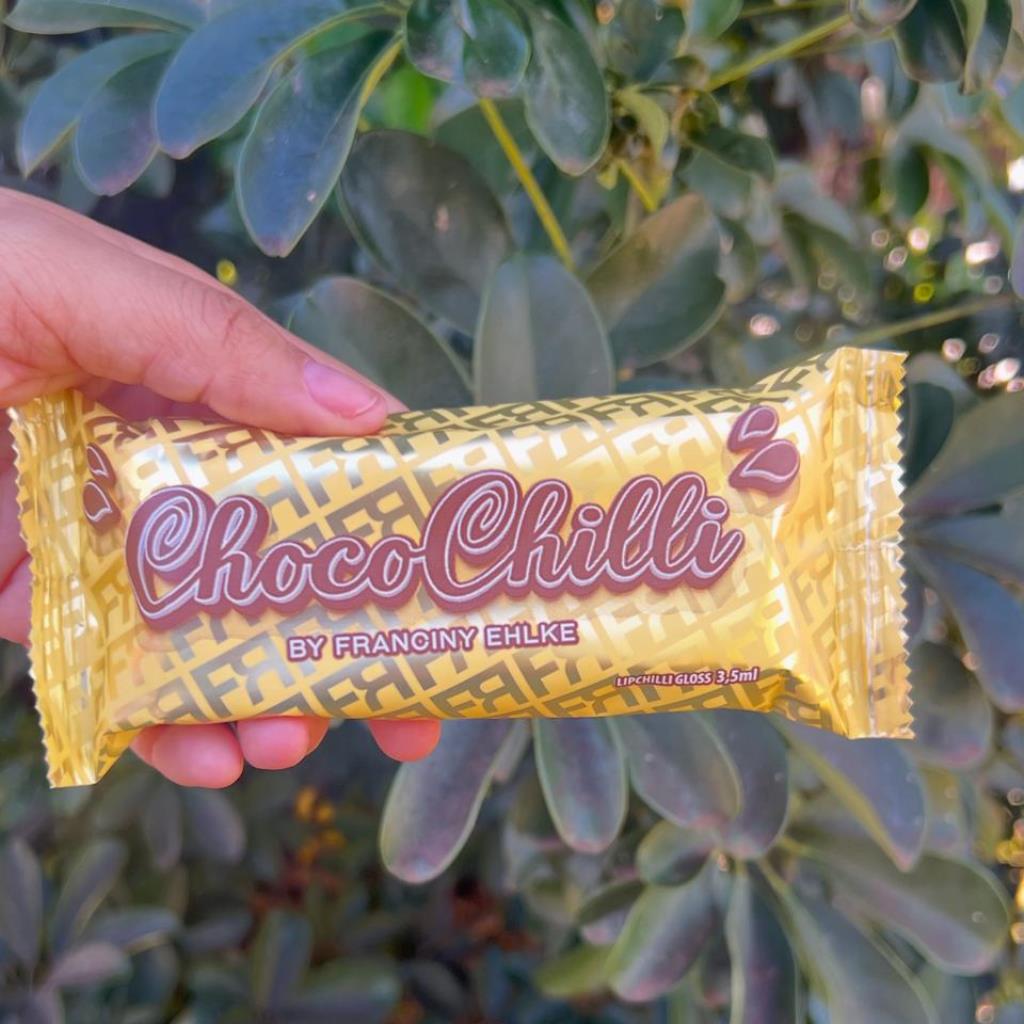 ChocoChilli
BY FRANCINY EHLKE
LIPCHILLI GLOSS 3,5ml